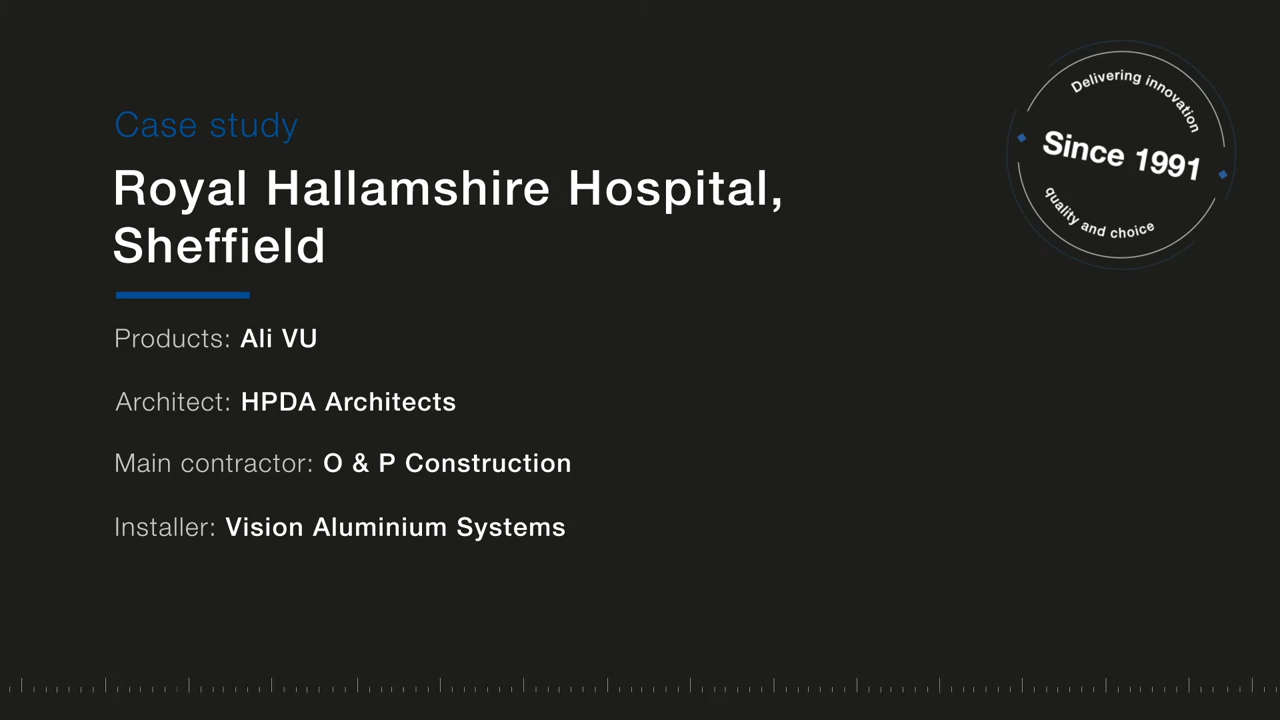 Case study
Royal Hallamshire Hospital,
Sheffield
Products: Ali VU
Architect: HPDA Architects
Main contractor: O & P Construction
Installer: Vision Aluminium Systems
Delivering innovation
Since 1991
quality and choice